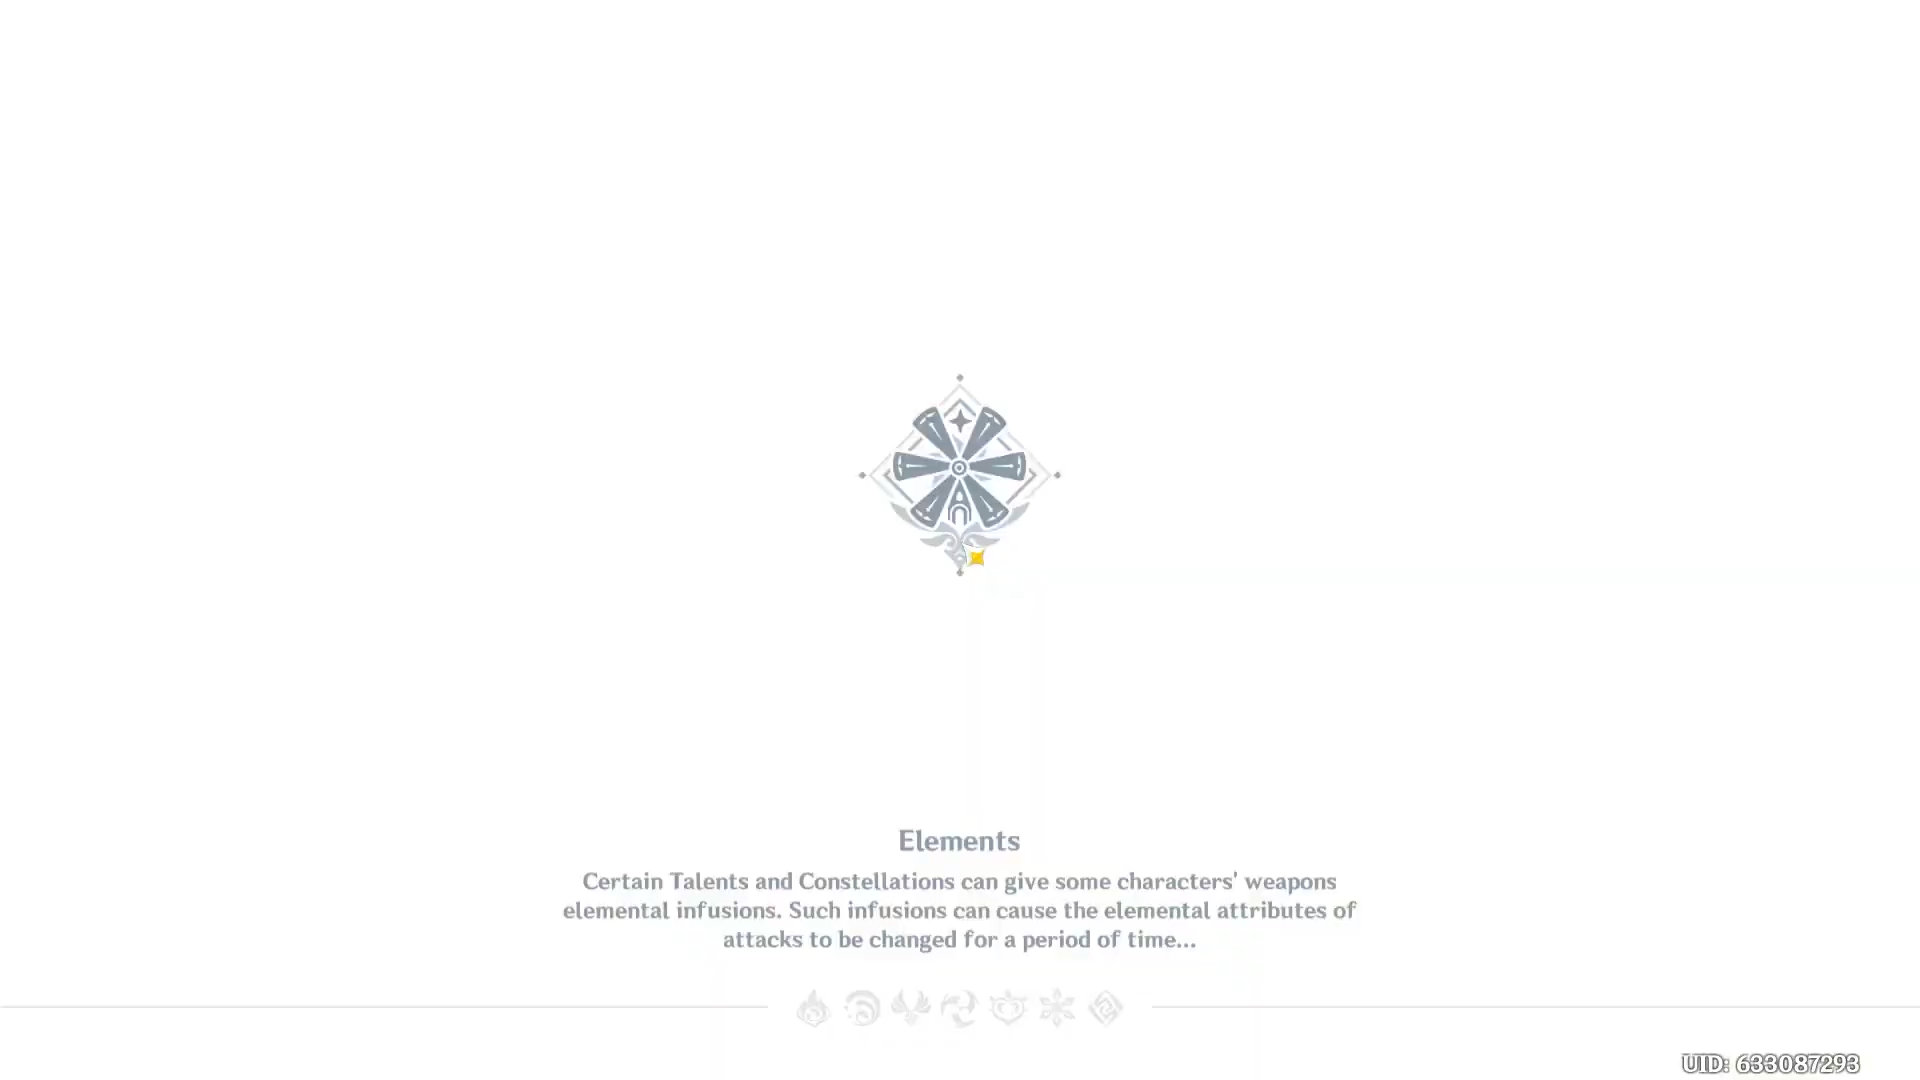 Elements
Certain Talents and Constellations can give some characters' weapons
elemental infusions. Such infusions can cause the elemental attributes of
attacks to be changed for a period of time...
UID: 633087293